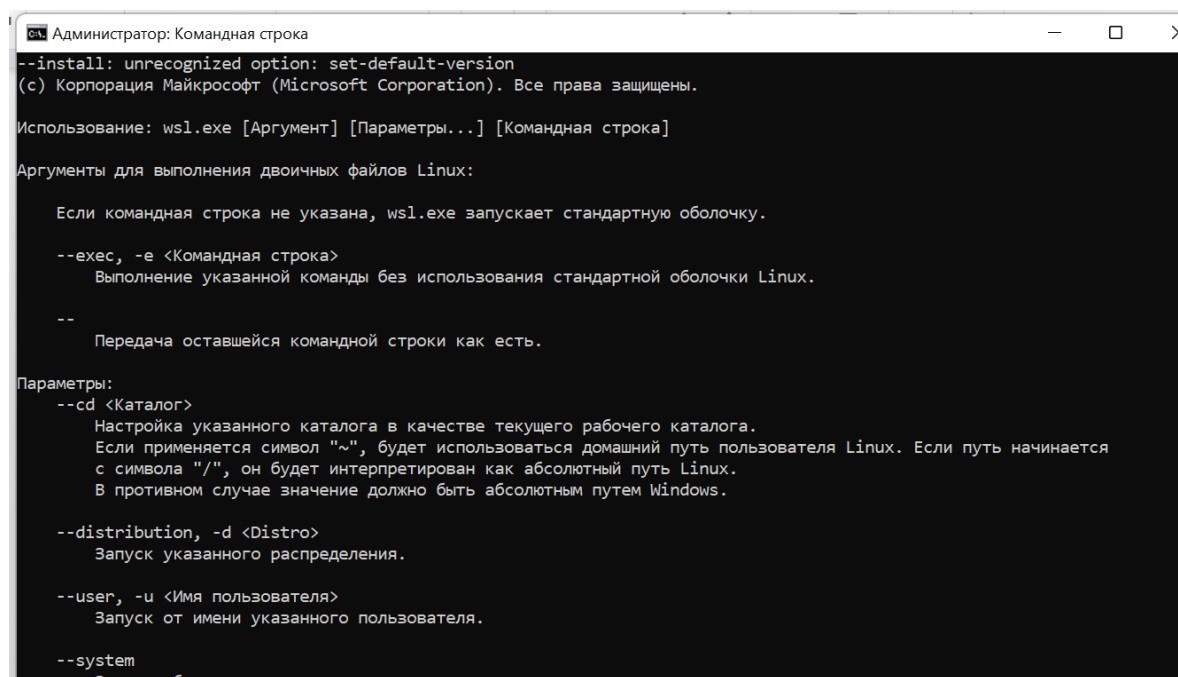 Администратор: Командная строка
--install: unrecognized option: set-default-version
(c) Корпорация Майкрософт (Microsoft Corporation). Все права защищены.
Использование: wsl.exe [Аргумент] [Параметры...] [Командная строка]
Аргументы для выполнения двоичных файлов Linux:
Если командная строка не указана, wsl.exe запускает стандартную оболочку.
--exec, -e <Командная строка>
Выполнение указанной команды без использования стандартной оболочки Linux.
--
Передача оставшейся командной строки как есть.
Параметры:
--cd <Каталог>
Настройка указанного каталога в качестве текущего рабочего каталога.
Если применяется символ "~", будет использоваться домашний путь пользователя Linux. Если путь начинается
с символа "/", он будет интерпретирован как абсолютный путь Linux.
В противном случае значение должно быть абсолютным путем Windows.
--distribution, -d <Distro>
Запуск указанного распределения.
--user, -u <Имя пользователя>
Запуск от имени указанного пользователя.
--system